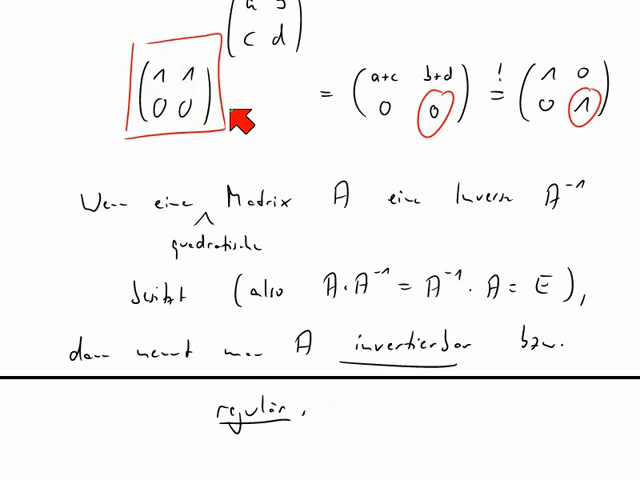 c d
1 1
0 0
= ( a+c b+d
0 0 ) != ( 1 0
0 1 )
Wenn eine quadratische Matrix A eine Inverse A⁻¹
besitzt (also A·A⁻¹ = A⁻¹·A = E),
dann nennt man A invertierbar bzw.
regulär.